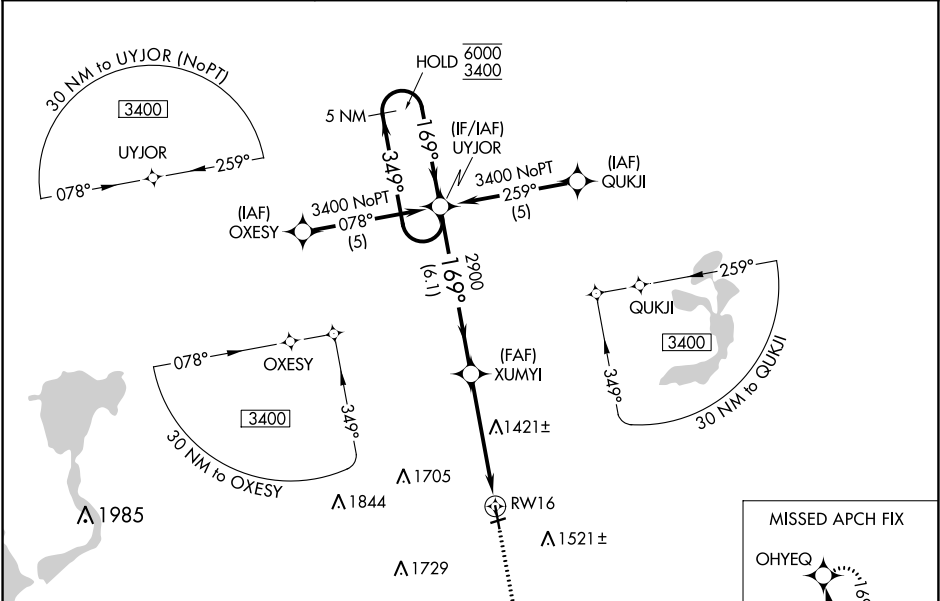 30 NM to UYJOR (NoPT)
3400
UYJOR
078°
259°
HOLD 6000
3400
5 NM
169°
349°
(IF/IAF)
UYJOR
(IAF)
QUKJI
3400 NoPT
259°
(5)
(IAF)
OXESY
3400 NoPT
078°
(5)
2900
169°
(6.1)
259°
QUKJI
3400
349°
30 NM to QUKJI
078°
OXESY
3400
349°
30 NM to OXESY
(FAF)
XUMYI
1421±
1705
1844
RW16
1985
1521±
1729
MISSED APCH FIX
OHYEQ